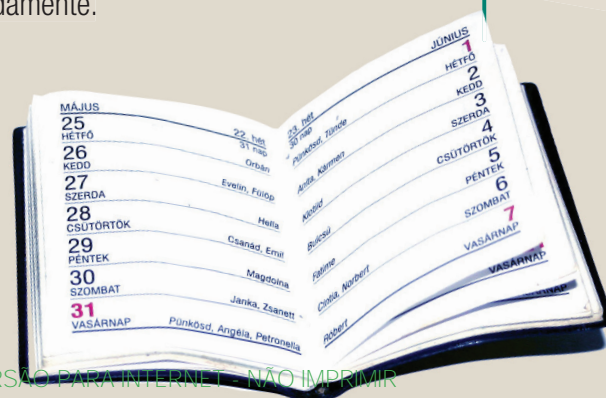 damente.
MÁJUS
22. hét
31 nap
25
HÉTFŐ
Orbán
26
KEDD
Evelin, Fülöp
27
SZERDA
Hella
28
CSÜTÖRTÖK
Csanád, Emil
29
PÉNTEK
Magdolna
30
SZOMBAT
Janka, Zsanett
31
VASÁRNAP
Pünkösd, Angéla, Petronella
JÚNIUS
23. hét
30 nap
1
HÉTFŐ
Pünkösd, Tünde
2
KEDD
Anita, Kármen
3
SZERDA
Klotild
4
CSÜTÖRTÖK
Bulcsú
5
PÉNTEK
Fatime
6
SZOMBAT
Cintia, Norbert
7
VASÁRNAP
Róbert
VASÁRNAP
RSÃO PARA INTERNET - NÃO IMPRIMIR